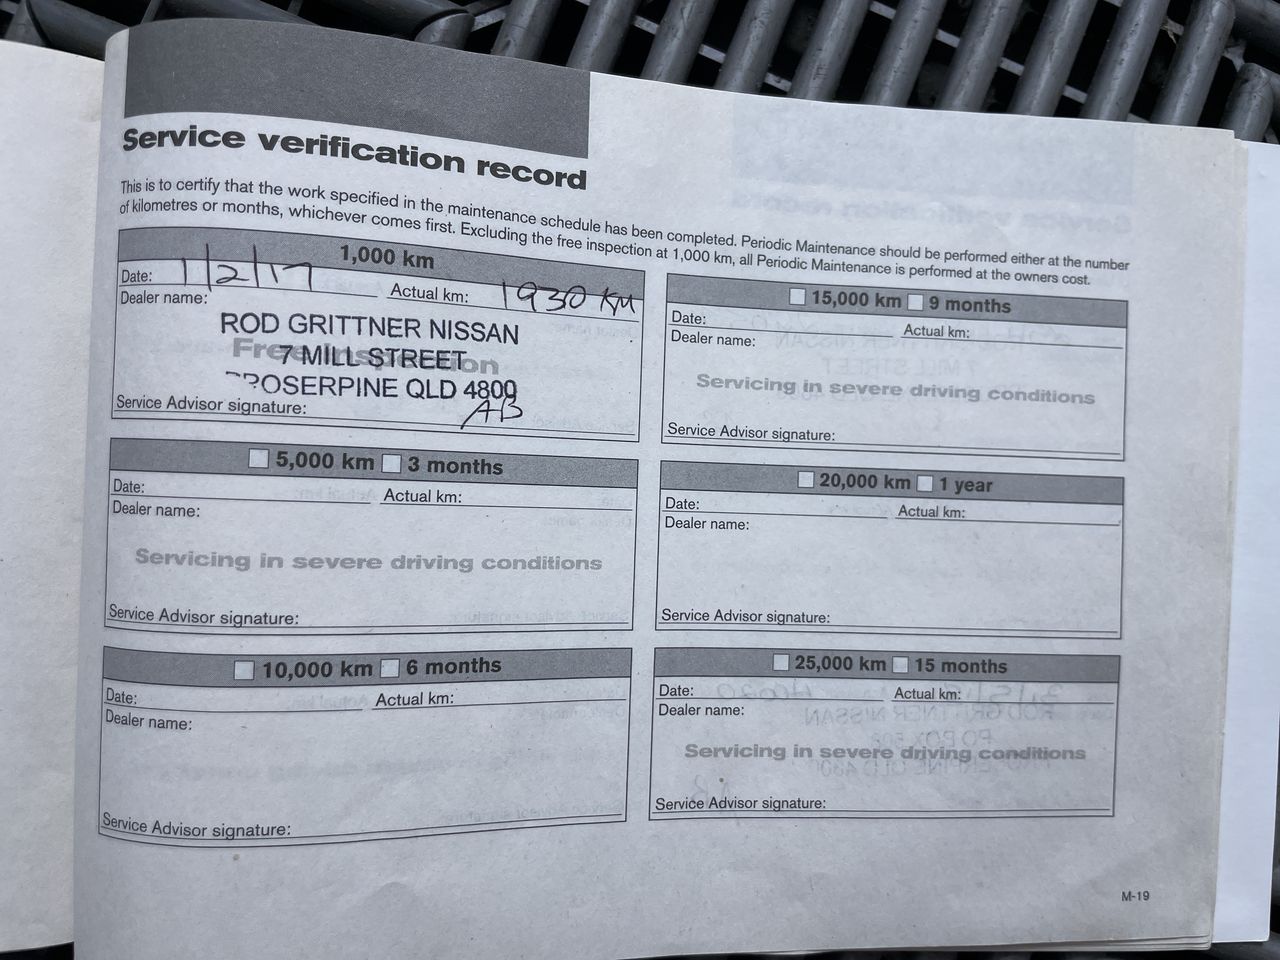 Service verification record
This is to certify that the work specified in the maintenance schedule has been completed. Periodic Maintenance should be performed either at the number
of kilometres or months, whichever comes first. Excluding the free inspection at 1,000 km, all Periodic Maintenance is performed at the owners cost.
1,000 km
Date: 1/2/17 Actual km: 1930 KM
Dealer name:
ROD GRITTNER NISSAN
Free Inspection
7 MILL STREET
PROSERPINE QLD 4800
Service Advisor signature: AB
5,000 km 3 months
Date: Actual km:
Dealer name:
Servicing in severe driving conditions
Service Advisor signature:
10,000 km 6 months
Date: Actual km:
Dealer name:
Service Advisor signature:
15,000 km 9 months
Date: Actual km:
Dealer name:
Servicing in severe driving conditions
Service Advisor signature:
20,000 km 1 year
Date: Actual km:
Dealer name:
Service Advisor signature:
25,000 km 15 months
Date: Actual km:
Dealer name:
Servicing in severe driving conditions
Service Advisor signature:
M-19